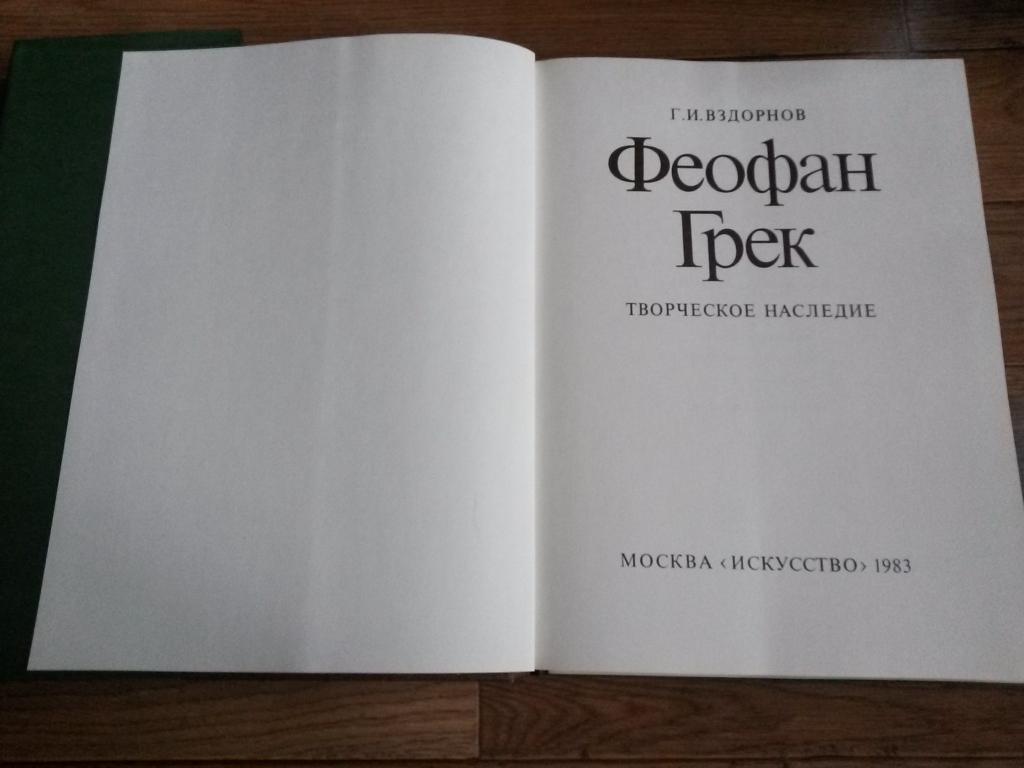 Г.И.ВЗДОРНОВ
Феофан
Грек
ТВОРЧЕСКОЕ НАСЛЕДИЕ
МОСКВА ‹ИСКУССТВО› 1983